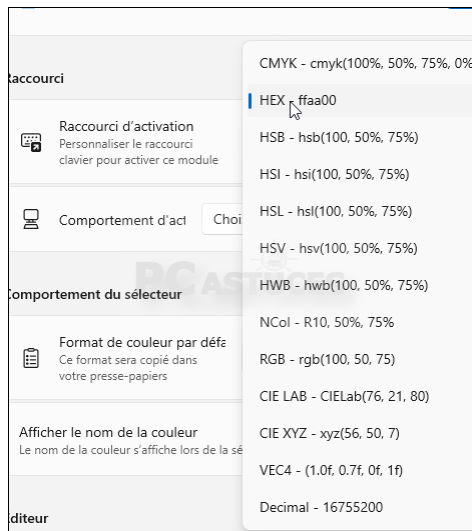 Raccourci
Raccourci d'activation
Personnaliser le raccourci
clavier pour activer ce module
Comportement d'act
Choi
Comportement du sélecteur
Format de couleur par défa
Ce format sera copié dans
votre presse-papiers
Afficher le nom de la couleur
Le nom de la couleur s'affiche lors de la sé
Éditeur
CMYK - cmyk(100%, 50%, 75%, 0%
HEX - ffaa00
HSB - hsb(100, 50%, 75%)
HSI - hsi(100, 50%, 75%)
HSL - hsl(100, 50%, 75%)
HSV - hsv(100, 50%, 75%)
HWB - hwb(100, 50%, 75%)
NCol - R10, 50%, 75%
RGB - rgb(100, 50, 75)
CIE LAB - CIELab(76, 21, 80)
CIE XYZ - xyz(56, 50, 7)
VEC4 - (1.0f, 0.7f, 0f, 1f)
Decimal - 16755200
PC ASTUCES